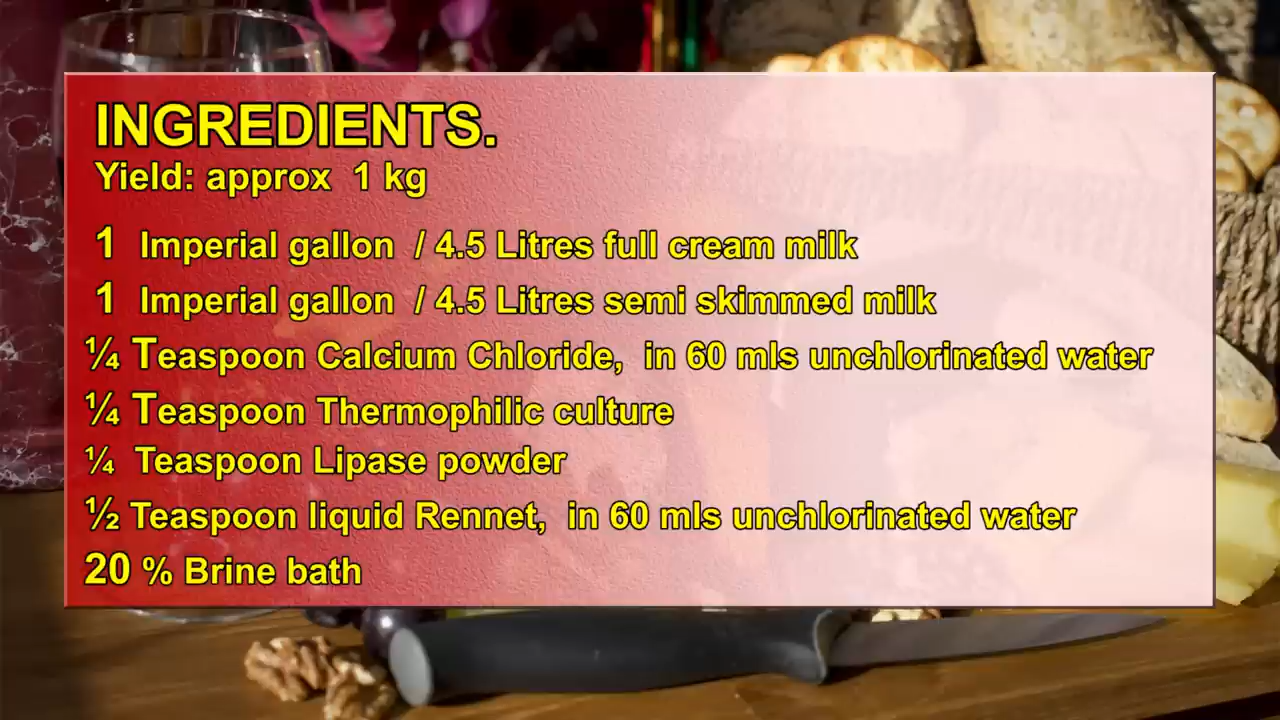 INGREDIENTS.
Yield: approx 1 kg
1 Imperial gallon / 4.5 Litres full cream milk
1 Imperial gallon / 4.5 Litres semi skimmed milk
¼ Teaspoon Calcium Chloride, in 60 mls unchlorinated water
¼ Teaspoon Thermophilic culture
¼ Teaspoon Lipase powder
½ Teaspoon liquid Rennet, in 60 mls unchlorinated water
20 % Brine bath